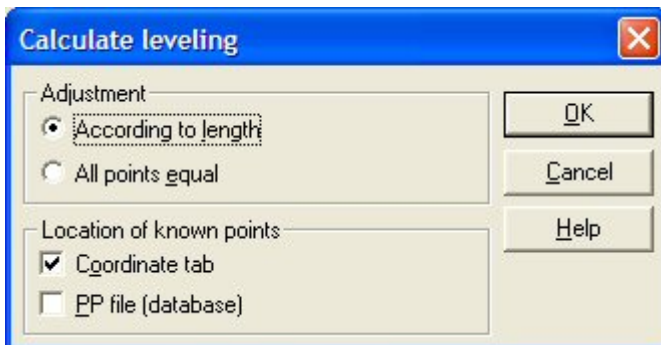 Calculate leveling
Adjustment
According to length
All points equal
Location of known points
Coordinate tab
PP file (database)
OK
Cancel
Help